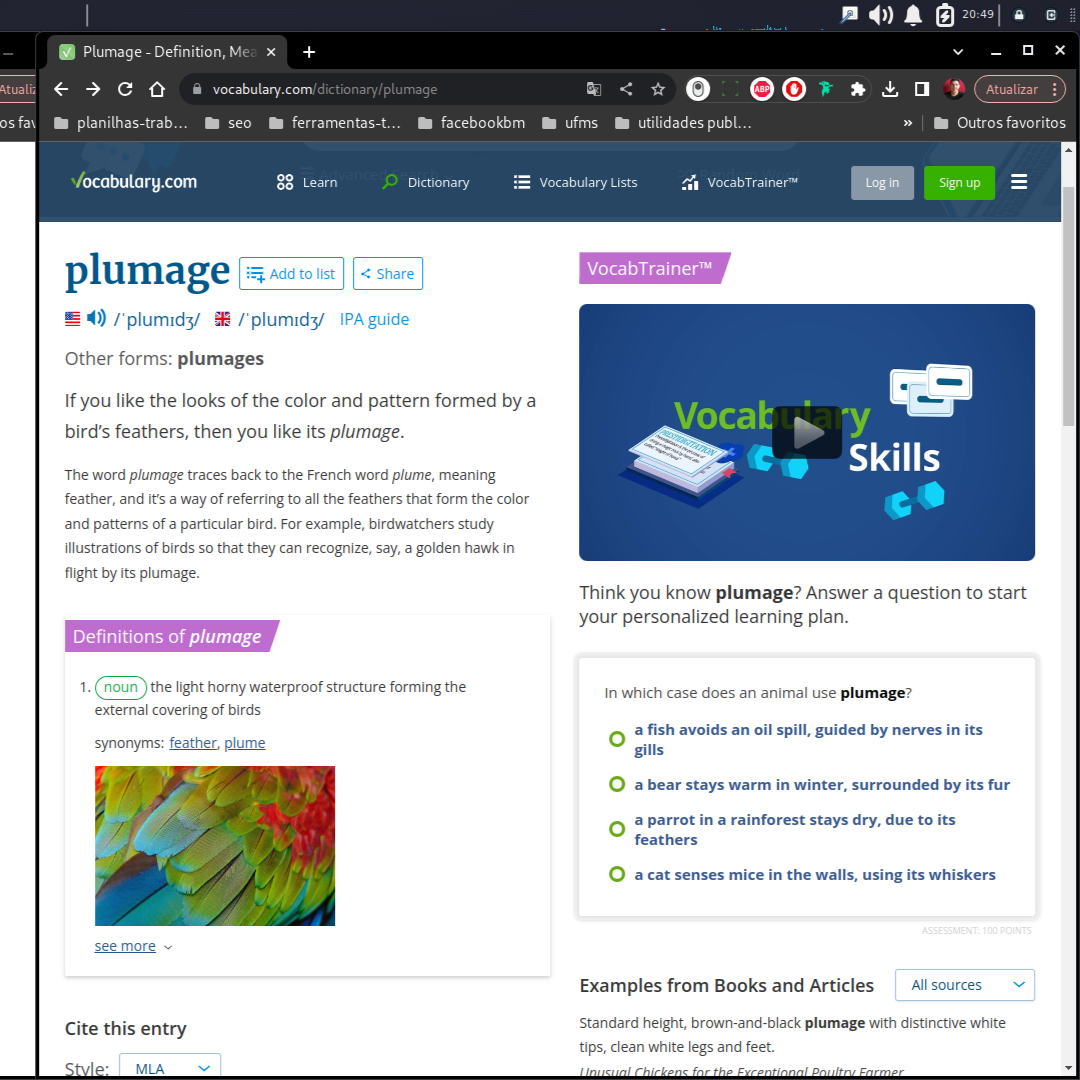 20:49
Atualiz
os fav
Plumage - Definition, Mea
vocabulary.com/dictionary/plumage
ABP
Atualizar
planilhas-trab...
seo
ferramentas-t...
facebookbm
ufms
utilidades publ...
»
Outros favoritos
Vocabulary.com
Learn
Dictionary
Vocabulary Lists
VocabTrainer™
Log in
Sign up
plumage
Add to list
Share
/ˈplumɪdʒ/
/ˈplumɪdʒ/
IPA guide
Other forms: plumages
If you like the looks of the color and pattern formed by a
bird’s feathers, then you like its plumage.
The word plumage traces back to the French word plume, meaning
feather, and it’s a way of referring to all the feathers that form the color
and patterns of a particular bird. For example, birdwatchers study
illustrations of birds so that they can recognize, say, a golden hawk in
flight by its plumage.
Definitions of plumage
1. noun the light horny waterproof structure forming the
external covering of birds
synonyms: feather, plume
see more
Cite this entry
Style:
MLA
VocabTrainer™
Vocabulary
Skills
PRESTIDIGITATION
Think you know plumage? Answer a question to start
your personalized learning plan.
In which case does an animal use plumage?
a fish avoids an oil spill, guided by nerves in its
gills
a bear stays warm in winter, surrounded by its fur
a parrot in a rainforest stays dry, due to its
feathers
a cat senses mice in the walls, using its whiskers
ASSESSMENT: 100 POINTS
Examples from Books and Articles
All sources
Standard height, brown-and-black plumage with distinctive white
tips, clean white legs and feet.
Unusual Chickens for the Exceptional Poultry Farmer